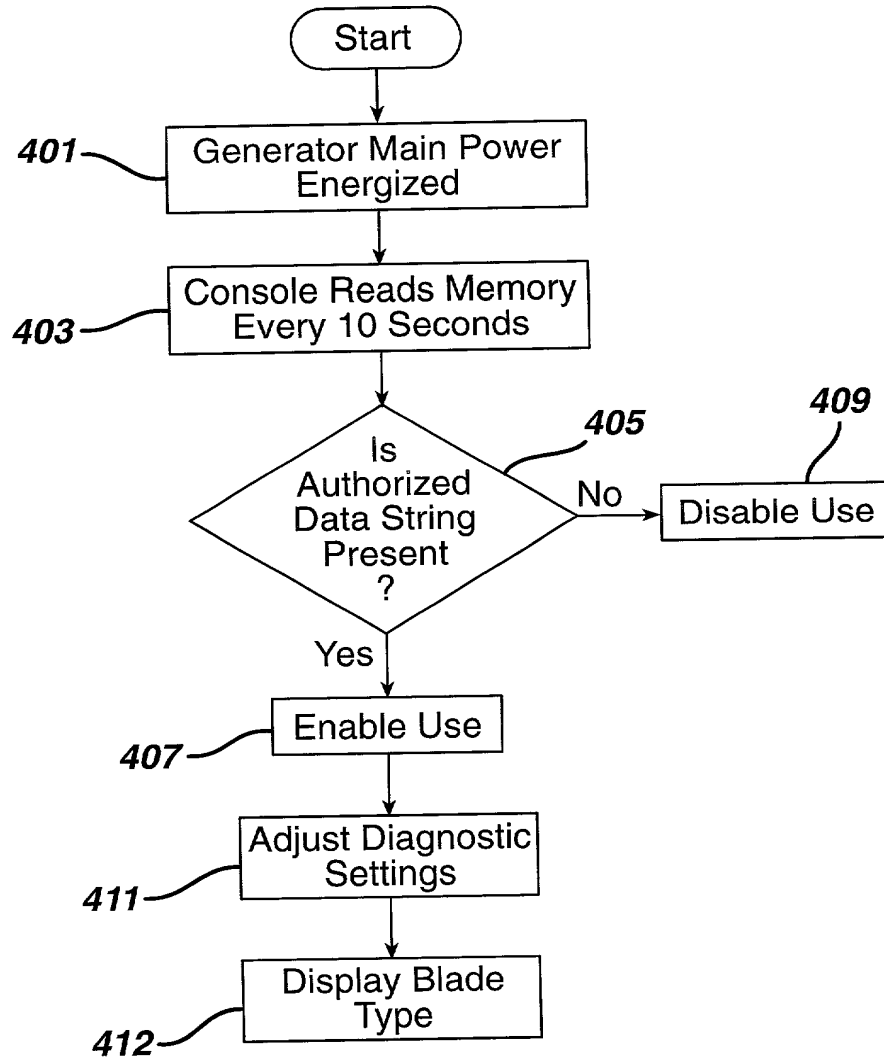 Start
401
Generator Main Power
Energized
403
Console Reads Memory
Every 10 Seconds
405
Is
Authorized
Data String
Present
?
No
409
Disable Use
Yes
407
Enable Use
411
Adjust Diagnostic
Settings
412
Display Blade
Type